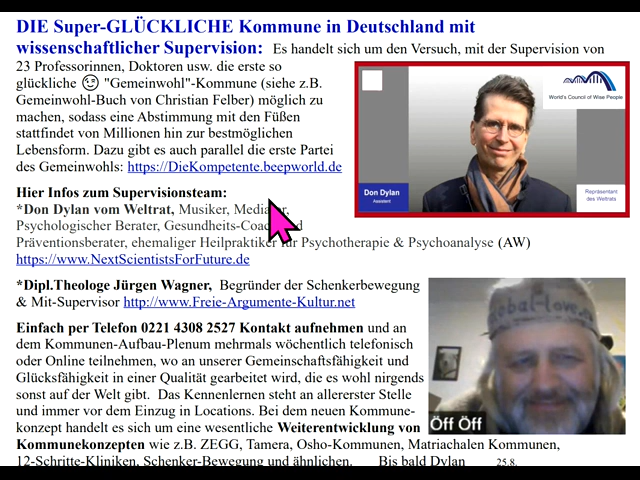 DIE Super-GLÜCKLICHE Kommune in Deutschland mit
wissenschaftlicher Supervision: Es handelt sich um den Versuch, mit der Supervision von
23 Professorinnen, Doktoren usw. die erste so
glückliche 😉 "Gemeinwohl"-Kommune (siehe z.B.
Gemeinwohl-Buch von Christian Felber) möglich zu
machen, sodass eine Abstimmung mit den Füßen
stattfindet von Millionen hin zur bestmöglichen
Lebensform. Dazu gibt es auch parallel die erste Partei
des Gemeinwohls: https://DieKompetente.beepworld.de
World's Council of Wise People
Don Dylan
Assistent
Repräsentant
des Weltrats
Hier Infos zum Supervisionsteam:
*Don Dylan vom Weltrat, Musiker,
Psychologischer Berater, Gesundheits-
Präventionsberater, ehemaliger Heilpraktiker für Psychotherapie & Psychoanalyse (AW)
https://www.NextScientistsForFuture.de
*Dipl.Theologe Jürgen Wagner, Begründer der Schenkerbewegung
& Mit-Supervisor http://www.Freie-Argumente-Kultur.net
Einfach per Telefon 0221 4308 2527 Kontakt aufnehmen und an
dem Kommunen-Aufbau-Plenum mehrmals wöchentlich telefonisch
oder Online teilnehmen, wo an unserer Gemeinschaftsfähigkeit und
Glücksfähigkeit in einer Qualität gearbeitet wird, die es wohl nirgends
sonst auf der Welt gibt. Das Kennenlernen steht an allererster Stelle
und immer vor dem Einzug in Locations. Bei dem neuen Kommune-
konzept handelt es sich um eine wesentliche Weiterentwicklung von
Kommunekonzepten wie z.B. ZEGG, Tamera, Osho-Kommunen, Matriachalen Kommunen,
12-Schritte-Kliniken, Schenker-Bewegung und ähnlichen. Bis bald Dylan 25.8.
global-love
Öff Öff